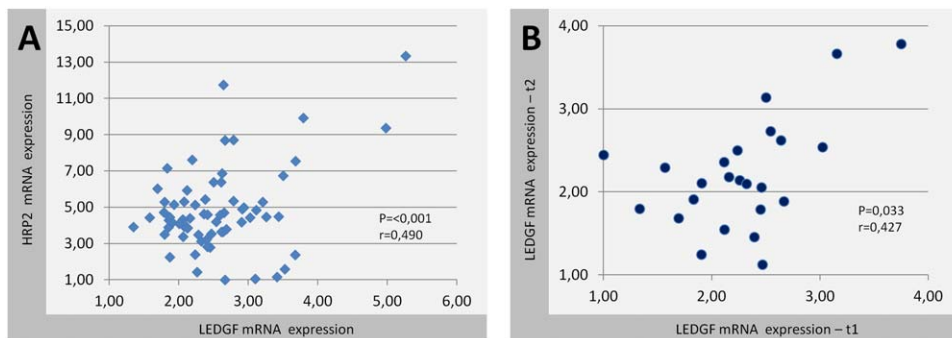 A
15,00
13,00
11,00
9,00
7,00
5,00
3,00
1,00
HRP2 mRNA expression
P=<0,001
r=0,490
1,00 2,00 3,00 4,00 5,00 6,00
LEDGF mRNA expression
B
4,00
3,00
2,00
1,00
LEDGF mRNA expression – t2
P=0,033
r=0,427
1,00 2,00 3,00 4,00
LEDGF mRNA expression – t1